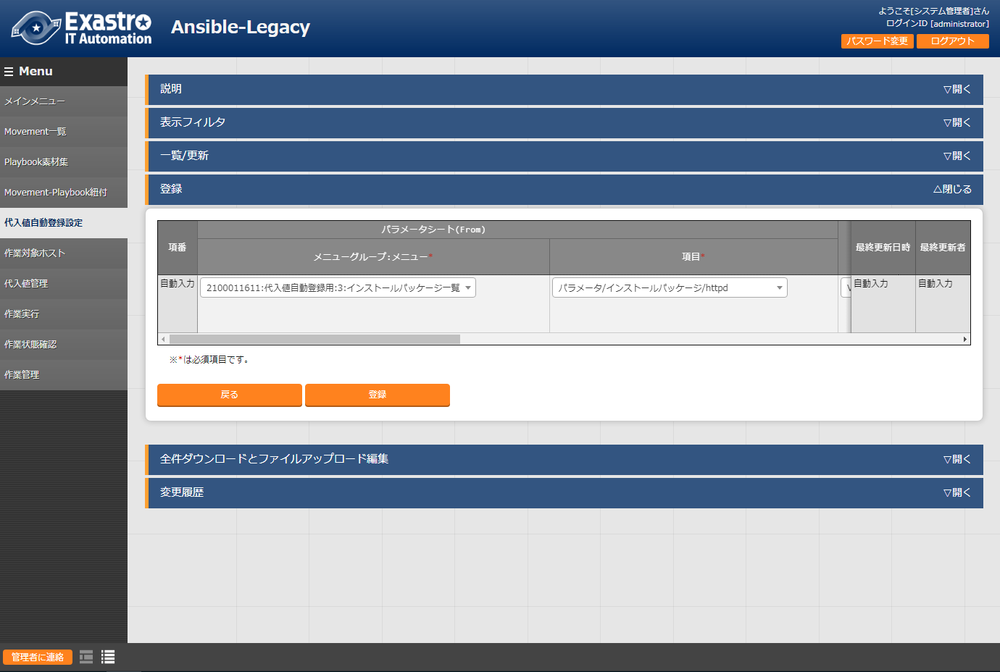 Exastro
IT Automation
Ansible-Legacy
ようこそ[システム管理者]さん
ログインID [administrator]
パスワード変更
ログアウト
Menu
メインメニュー
Movement一覧
Playbook素材集
Movement-Playbook紐付
代入値自動登録設定
作業対象ホスト
代入値管理
作業実行
作業状態確認
作業管理
説明
▽開く
表示フィルタ
▽開く
一覧/更新
▽開く
登録
△閉じる
項番
パラメータシート(From)
メニューグループ:メニュー*
項目*
最終更新日時
最終更新者
自動入力
2100011611:代入値自動登録用:3:インストールパッケージ一覧
パラメータ/インストールパッケージ/httpd
自動入力
自動入力
※*は必須項目です。
戻る
登録
全件ダウンロードとファイルアップロード編集
▽開く
変更履歴
▽開く
管理者に連絡